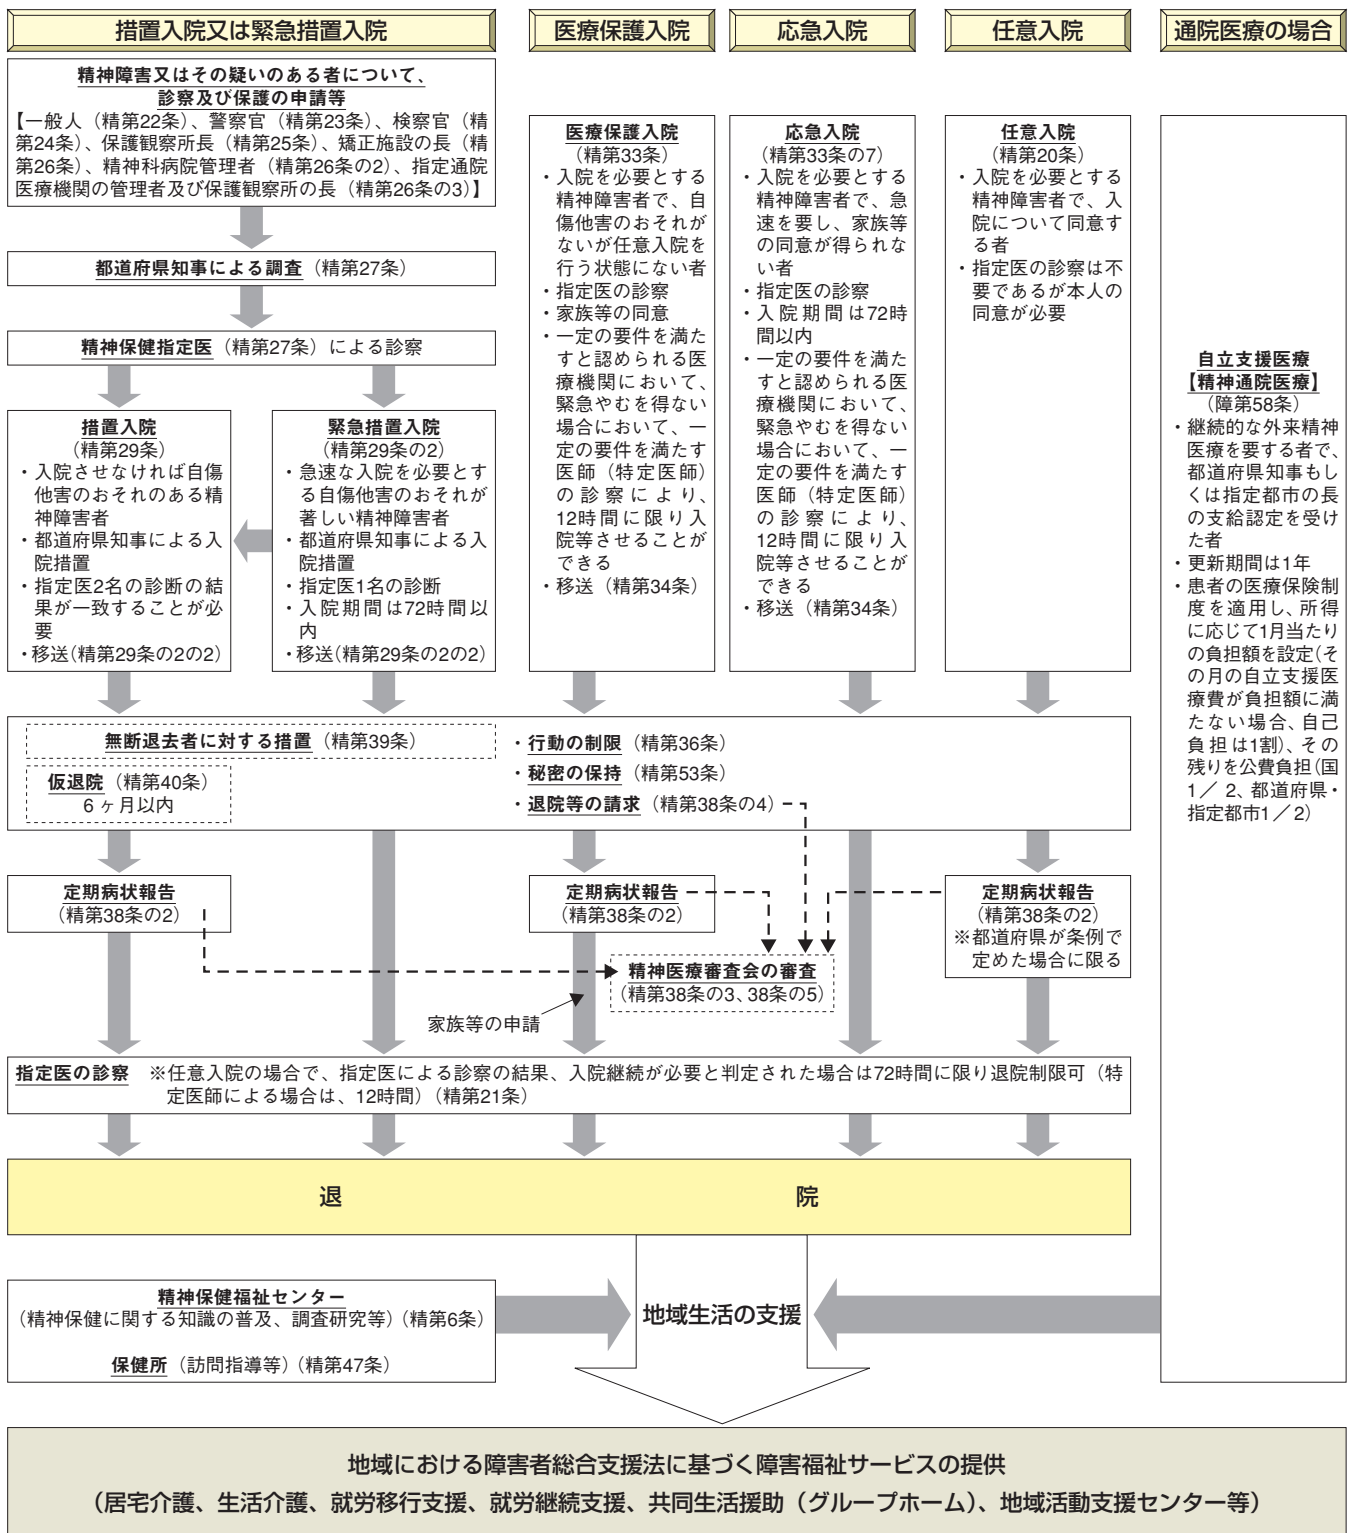 措置入院又は緊急措置入院
医療保護入院
応急入院
任意入院
通院医療の場合
精神障害又はその疑いのある者について、
診察及び保護の申請等
【一般人（精第22条）、警察官（精第23条）、検察官（精
第24条）、保護観察所長（精第25条）、矯正施設の長（精
第26条）、精神科病院管理者（精第26条の2）、指定通院
医療機関の管理者及び保護観察所の長（精第26条の3）】
都道府県知事による調査（精第27条）
精神保健指定医（精第27条）による診察
措置入院
（精第29条）
・入院させなければ自傷
他害のおそれのある精
神障害者
・都道府県知事による入
院措置
・指定医2名の診断の結
果が一致することが必
要
・移送（精第29条の2の2）
緊急措置入院
（精第29条の2）
・急速な入院を必要とす
る自傷他害のおそれが
著しい精神障害者
・都道府県知事による入
院措置
・指定医1名の診断
・入院期間は72時間以
内
・移送（精第29条の2の2）
医療保護入院
（精第33条）
・入院を必要とする
精神障害者で、自
傷他害のおそれが
ないが任意入院を
行う状態にない者
・指定医の診察
・家族等の同意
・一定の要件を満た
すと認められる医
療機関において、
緊急やむを得ない
場合において、一
定の要件を満たす
医師（特定医師）
の診察により、
12時間に限り入
院等させることが
できる
・移送（精第34条）
応急入院
（精第33条の7）
・入院を必要とする
精神障害者で、急
速を要し、家族等
の同意が得られな
い者
・指定医の診察
・入院期間は72時
間以内
・一定の要件を満た
すと認められる医
療機関において、
緊急やむを得ない
場合において、一
定の要件を満たす
医師（特定医師）
の診察により、
12時間に限り入
院等させることが
できる
・移送（精第34条）
任意入院
（精第20条）
・入院を必要とする
精神障害者で、入
院について同意す
る者
・指定医の診察は不
要であるが本人の
同意が必要
自立支援医療
【精神通院医療】
（障第58条）
・継続的な外来精神
医療を要する者で、
都道府県知事もし
くは指定都市の長
の支給認定を受け
た者
・更新期間は1年
・患者の医療保険制
度を適用し、所得
に応じて1月当たり
の負担額を設定（そ
の月の自立支援医
療費が負担額に満
たない場合、自己
負担は1割）、その
残りを公費負担（国
1／2、都道府県・
指定都市1／2）
無断退去者に対する措置（精第39条）
仮退院（精第40条）
6ヶ月以内
・行動の制限（精第36条）
・秘密の保持（精第53条）
・退院等の請求（精第38条の4）
定期病状報告
（精第38条の2）
定期病状報告
（精第38条の2）
定期病状報告
（精第38条の2）
※都道府県が条例で
定めた場合に限る
精神医療審査会の審査
（精第38条の3、38条の5）
家族等の申請
指定医の診察　※任意入院の場合で、指定医による診察の結果、入院継続が必要と判定された場合は72時間に限り退院制限可（特
定医師による場合は、12時間）（精第21条）
退　院
精神保健福祉センター
（精神保健に関する知識の普及、調査研究等）（精第6条）
保健所（訪問指導等）（精第47条）
地域生活の支援
地域における障害者総合支援法に基づく障害福祉サービスの提供
（居宅介護、生活介護、就労移行支援、就労継続支援、共同生活援助（グループホーム）、地域活動支援センター等）